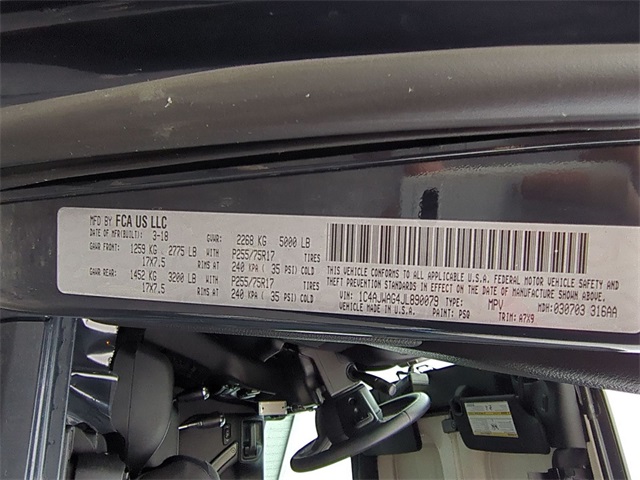 MFD BY FCA US LLC
DATE OF MFR(BUILT): 3-18 GVWR: 2268 KG 5000 LB
GAWR FRONT: 1259 KG 2775 LB WITH P255/75R17 TIRES
17X7.5 RIMS AT 240 KPA ( 35 PSI) COLD
GAWR REAR: 1452 KG 3200 LB WITH P255/75R17 TIRES
17X7.5 RIMS AT 240 KPA ( 35 PSI) COLD
THIS VEHICLE CONFORMS TO ALL APPLICABLE U.S.A. FEDERAL MOTOR VEHICLE SAFETY AND
THEFT PREVENTION STANDARDS IN EFFECT ON THE DATE OF MANUFACTURE SHOWN ABOVE.
VIN: 1C4AJWAG4JL890079 TYPE: MPV MDH:030703 316AA
VEHICLE MADE IN U.S.A. PAINT: PSQ TRIM: A7X9